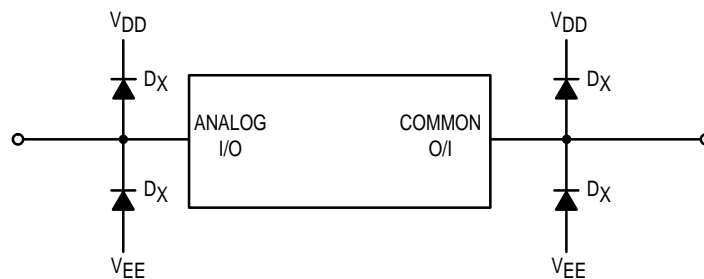 VDD
VDD
DX
DX
ANALOG
I/O
COMMON
O/I
DX
DX
VEE
VEE